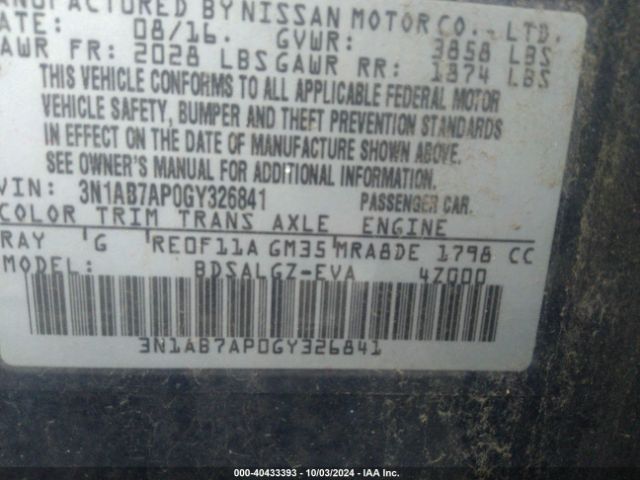 MANUFACTURED BY NISSAN MOTOR CO., LTD.
DATE: 08/16. GVWR: 3858 LBS
GAWR FR: 2028 LBS GAWR RR: 1874 LBS
THIS VEHICLE CONFORMS TO ALL APPLICABLE FEDERAL MOTOR
VEHICLE SAFETY, BUMPER AND THEFT PREVENTION STANDARDS
IN EFFECT ON THE DATE OF MANUFACTURE SHOWN ABOVE.
SEE OWNER'S MANUAL FOR ADDITIONAL INFORMATION.
VIN: 3N1AB7AP0GY326841 PASSENGER CAR.
COLOR TRIM TRANS AXLE ENGINE
RAY G RE0F11A GM35 MRA8DE 1798 CC
MODEL: BDSALGZ-EVA 4Z000
3N1AB7AP0GY326841
000-40433393 - 10/03/2024 - IAA Inc.